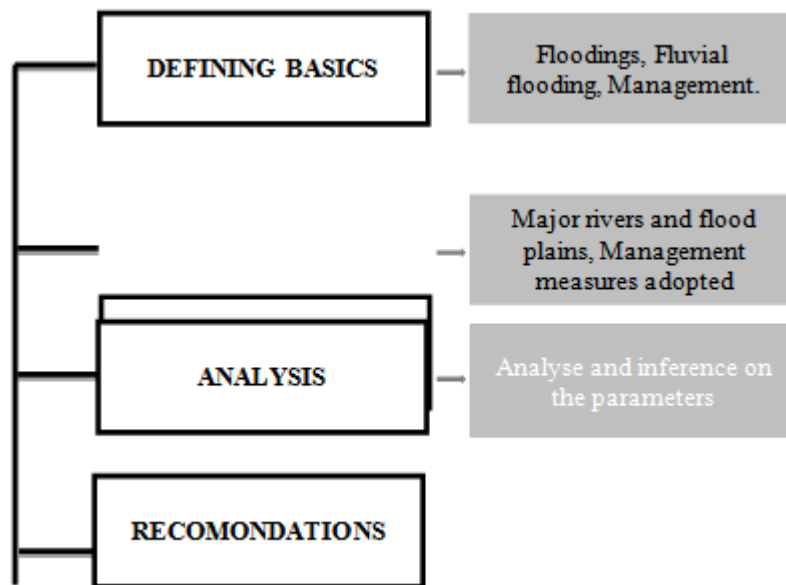 DEFINING BASICS
Floodings, Fluvial
flooding, Management.
Major rivers and flood
plains, Management
measures adopted
ANALYSIS
Analyse and inference on
the parameters
RECOMONDATIONS